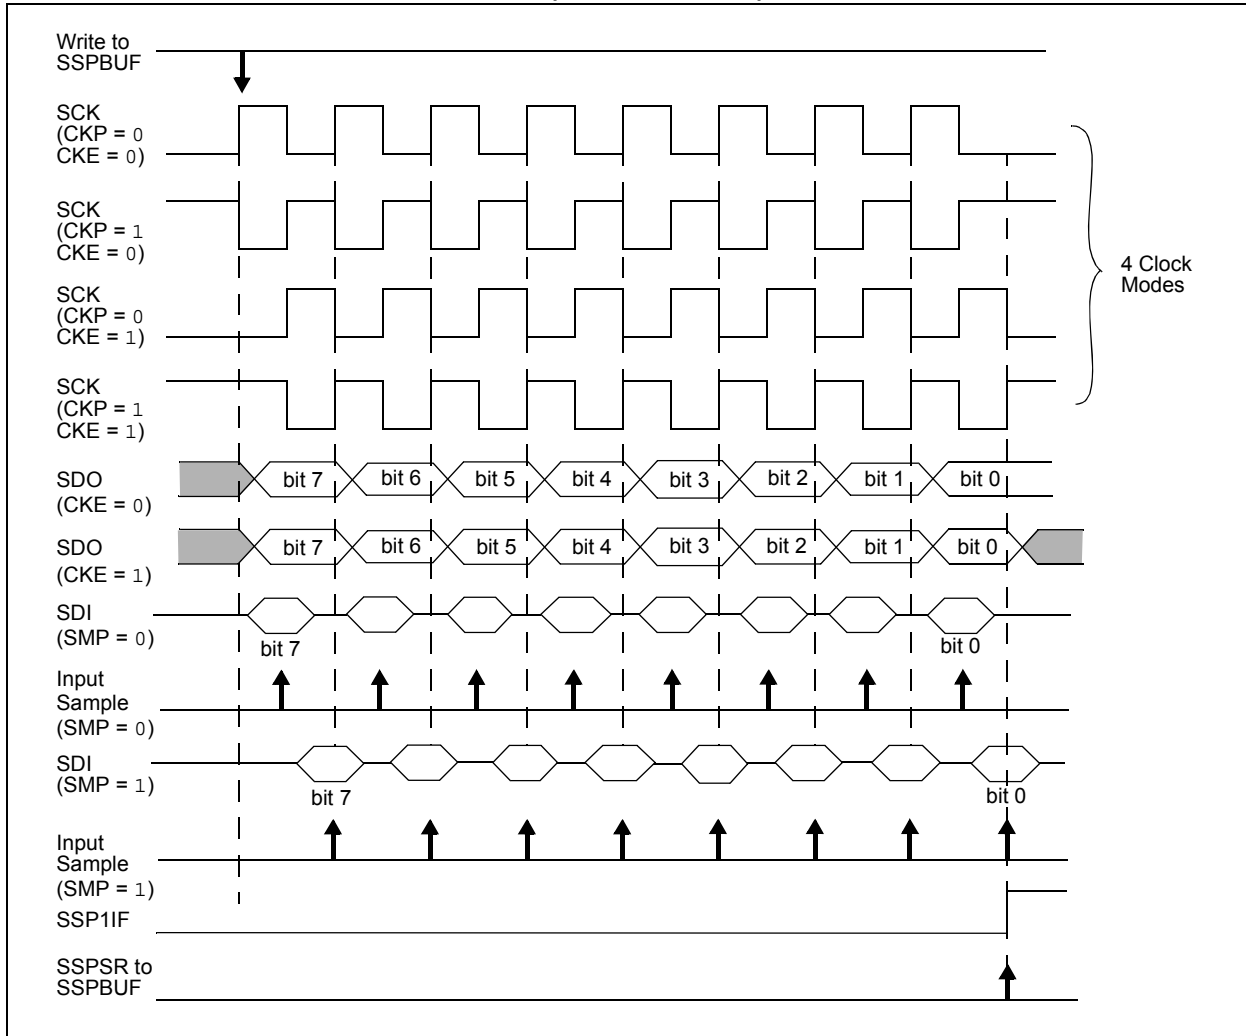 Write to
SSPBUF
SCK
(CKP = 0
CKE = 0)
SCK
(CKP = 1
CKE = 0)
SCK
(CKP = 0
CKE = 1)
SCK
(CKP = 1
CKE = 1)
4 Clock
Modes
SDO
(CKE = 0)
bit 7 bit 6 bit 5 bit 4 bit 3 bit 2 bit 1 bit 0
SDO
(CKE = 1)
bit 7 bit 6 bit 5 bit 4 bit 3 bit 2 bit 1 bit 0
SDI
(SMP = 0)
bit 7 bit 0
Input
Sample
(SMP = 0)
SDI
(SMP = 1)
bit 7 bit 0
Input
Sample
(SMP = 1)
SSP1IF
SSPSR to
SSPBUF